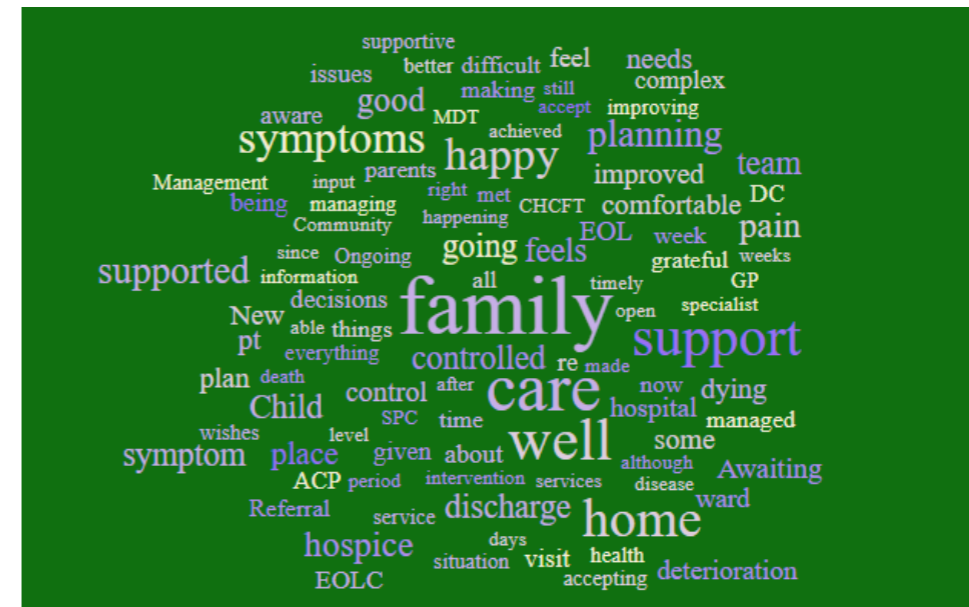 supportive
better difficult feel needs
issues making still complex
good accept improving
aware MDT achieved planning
symptoms happy team
parents improved
Management input right met DC
being managing CHCFT comfortable
Community happening EOL week pain
since Ongoing going feels grateful weeks
supported information all timely GP
decisions family open specialist
New able things support
pt everything controlled re made
plan death control after care now dying
Child SPC time hospital managed
wishes level well some
symptom place given about although Awaiting
ACP period intervention services disease ward
Referral service discharge home
hospice days visit health
situation accepting deterioration
EOLC